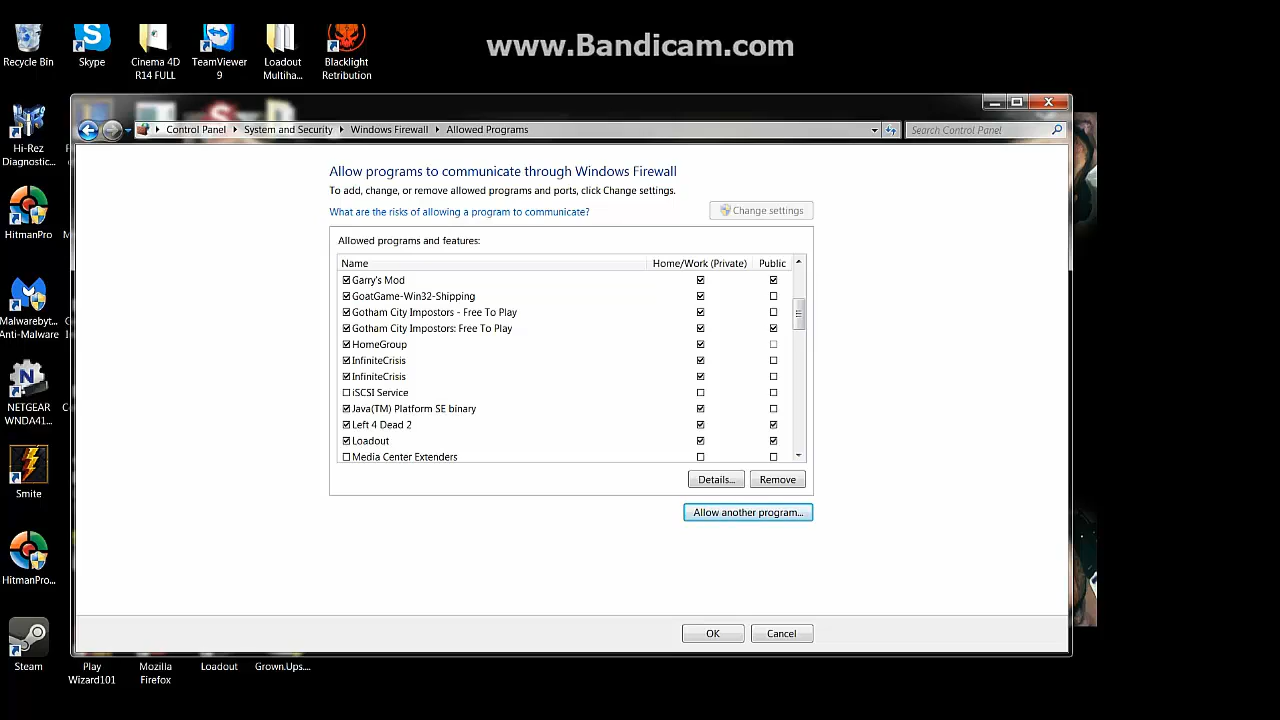 www.Bandicam.com
Recycle Bin
Skype
Cinema 4D
R14 FULL
TeamViewer
9
Loadout
Multiha...
Blacklight
Retribution
Control Panel
System and Security
Windows Firewall
Allowed Programs
Search Control Panel
Hi-Rez
Diagnostic...
HitmanPro
Malwarebyt...
Anti-Malware
NETGEAR
WNDA41...
Smite
HitmanPro...
Steam
Allow programs to communicate through Windows Firewall
To add, change, or remove allowed programs and ports, click Change settings.
What are the risks of allowing a program to communicate?
Change settings
Allowed programs and features:
Name Home/Work (Private) Public
Garry's Mod
GoatGame-Win32-Shipping
Gotham City Impostors - Free To Play
Gotham City Impostors: Free To Play
HomeGroup
InfiniteCrisis
InfiniteCrisis
iSCSI Service
Java(TM) Platform SE binary
Left 4 Dead 2
Loadout
Media Center Extenders
Details... Remove
Allow another program...
OK Cancel
Play
Wizard101
Mozilla
Firefox
Loadout
Grown.Ups....